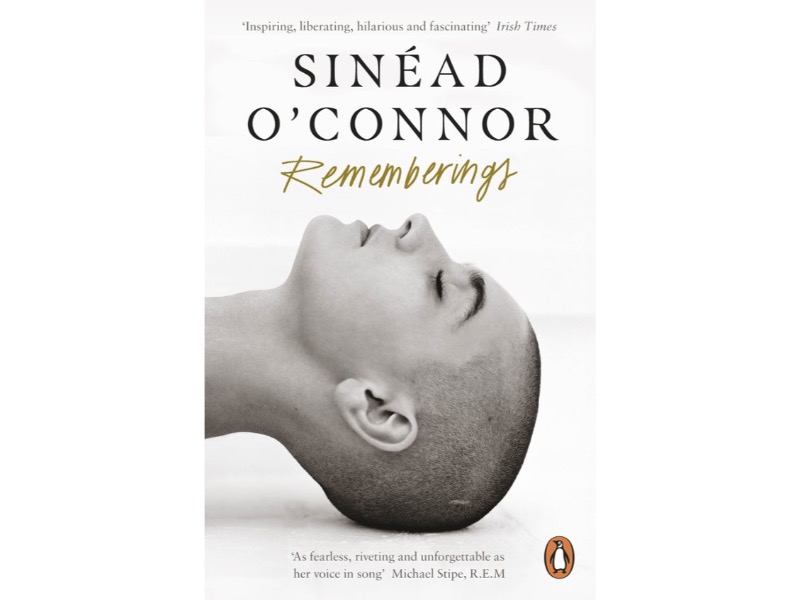 ‘Inspiring, liberating, hilarious and fascinating’ Irish Times
SINÉAD
O’CONNOR
Rememberings
‘As fearless, riveting and unforgettable as
her voice in song’ Michael Stipe, R.E.M